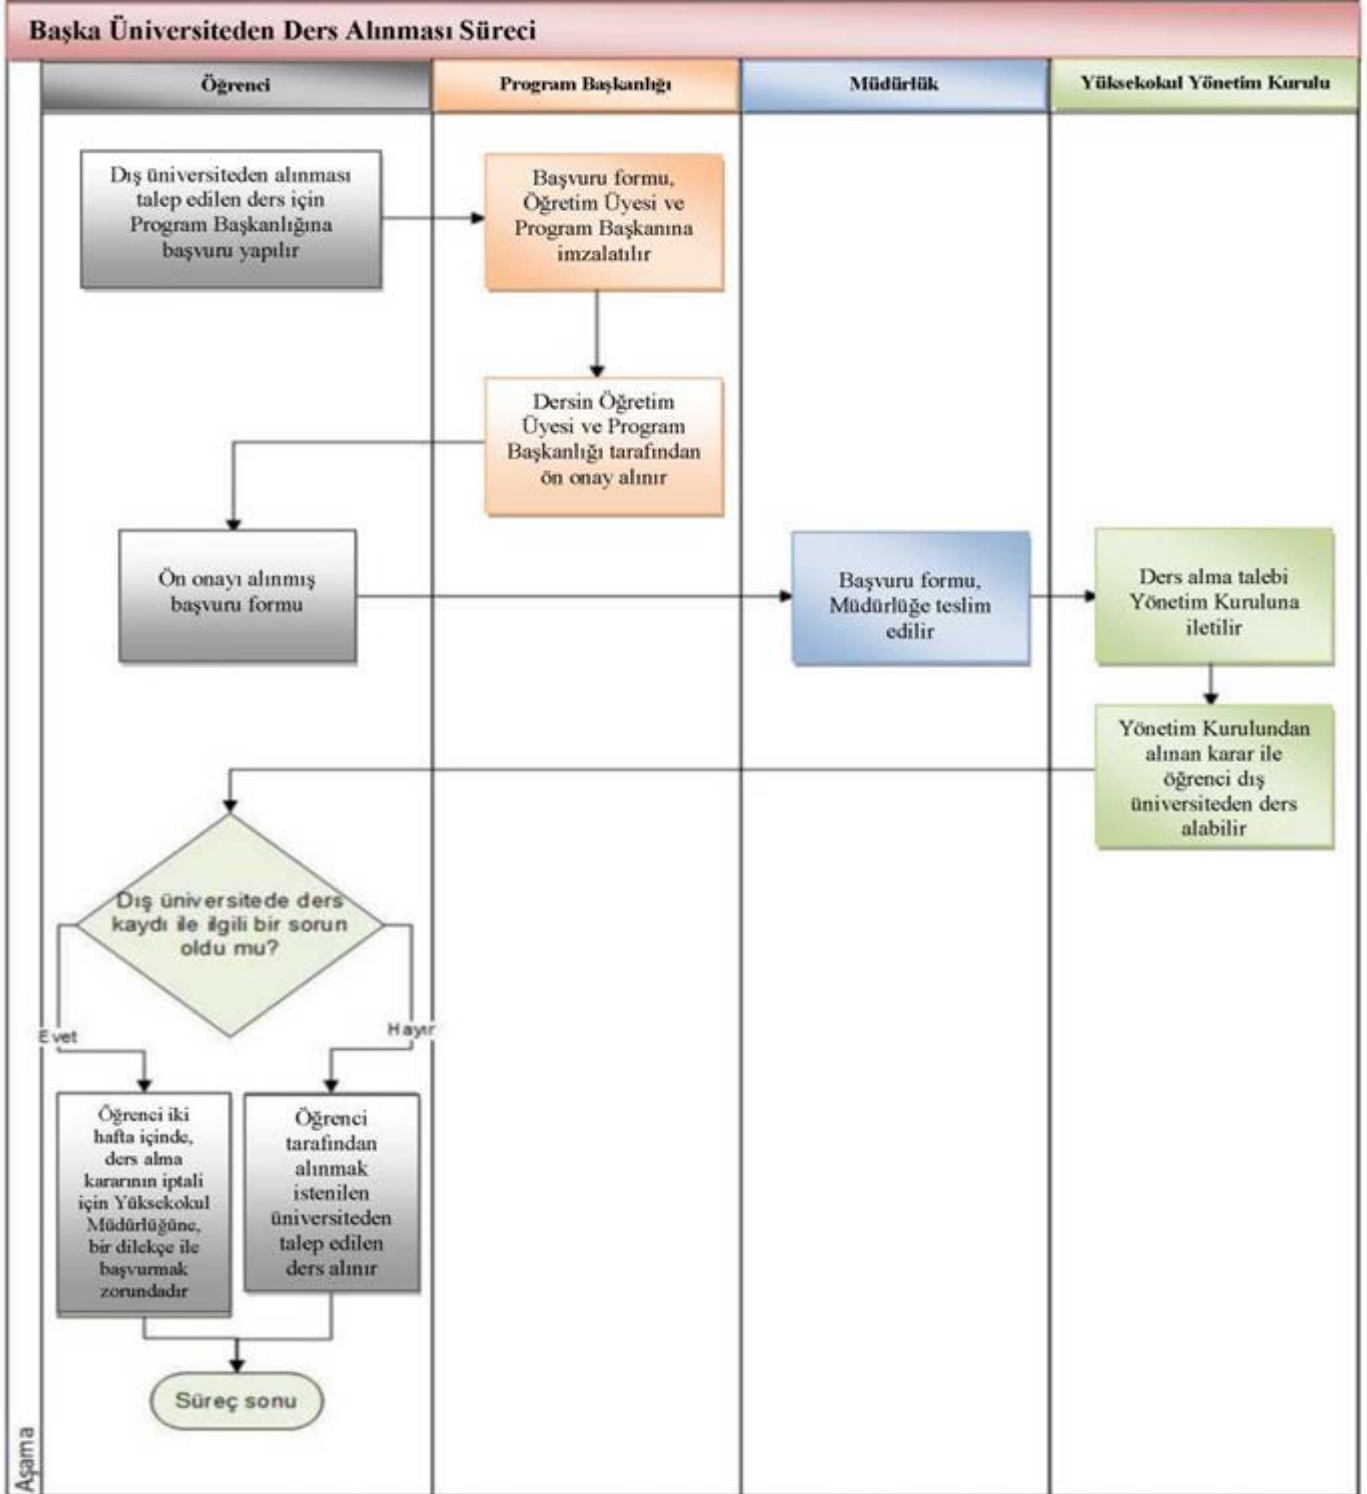 Başka Üniversiteden Ders Alınması Süreci
Öğrenci
Program Başkanlığı
Müdürlük
Yüksekokul Yönetim Kurulu
Dış üniversiteden alınması
talep edilen ders için
Program Başkanlığına
başvuru yapılır
Başvuru formu,
Öğretim Üyesi ve
Program Başkanına
imzalatılır
Dersin Öğretim
Üyesi ve Program
Başkanlığı tarafından
ön onay alınır
Ön onayı alınmış
başvuru formu
Başvuru formu,
Müdürlüğe teslim
edilir
Ders alma talebi
Yönetim Kuruluna
iletilir
Yönetim Kurulundan
alınan karar ile
öğrenci dış
üniversiteden ders
alabilir
Dış üniversitede ders
kaydı ile ilgili bir sorun
oldu mu?
Evet
Hayır
Öğrenci iki
hafta içinde,
ders alma
kararının iptali
için Yüksekokul
Müdürlüğüne,
bir dilekçe ile
başvurmak
zorundadır
Öğrenci
tarafından
alınmak
istenilen
üniversiteden
talep edilen
ders alınır
Süreç sonu
Aşama